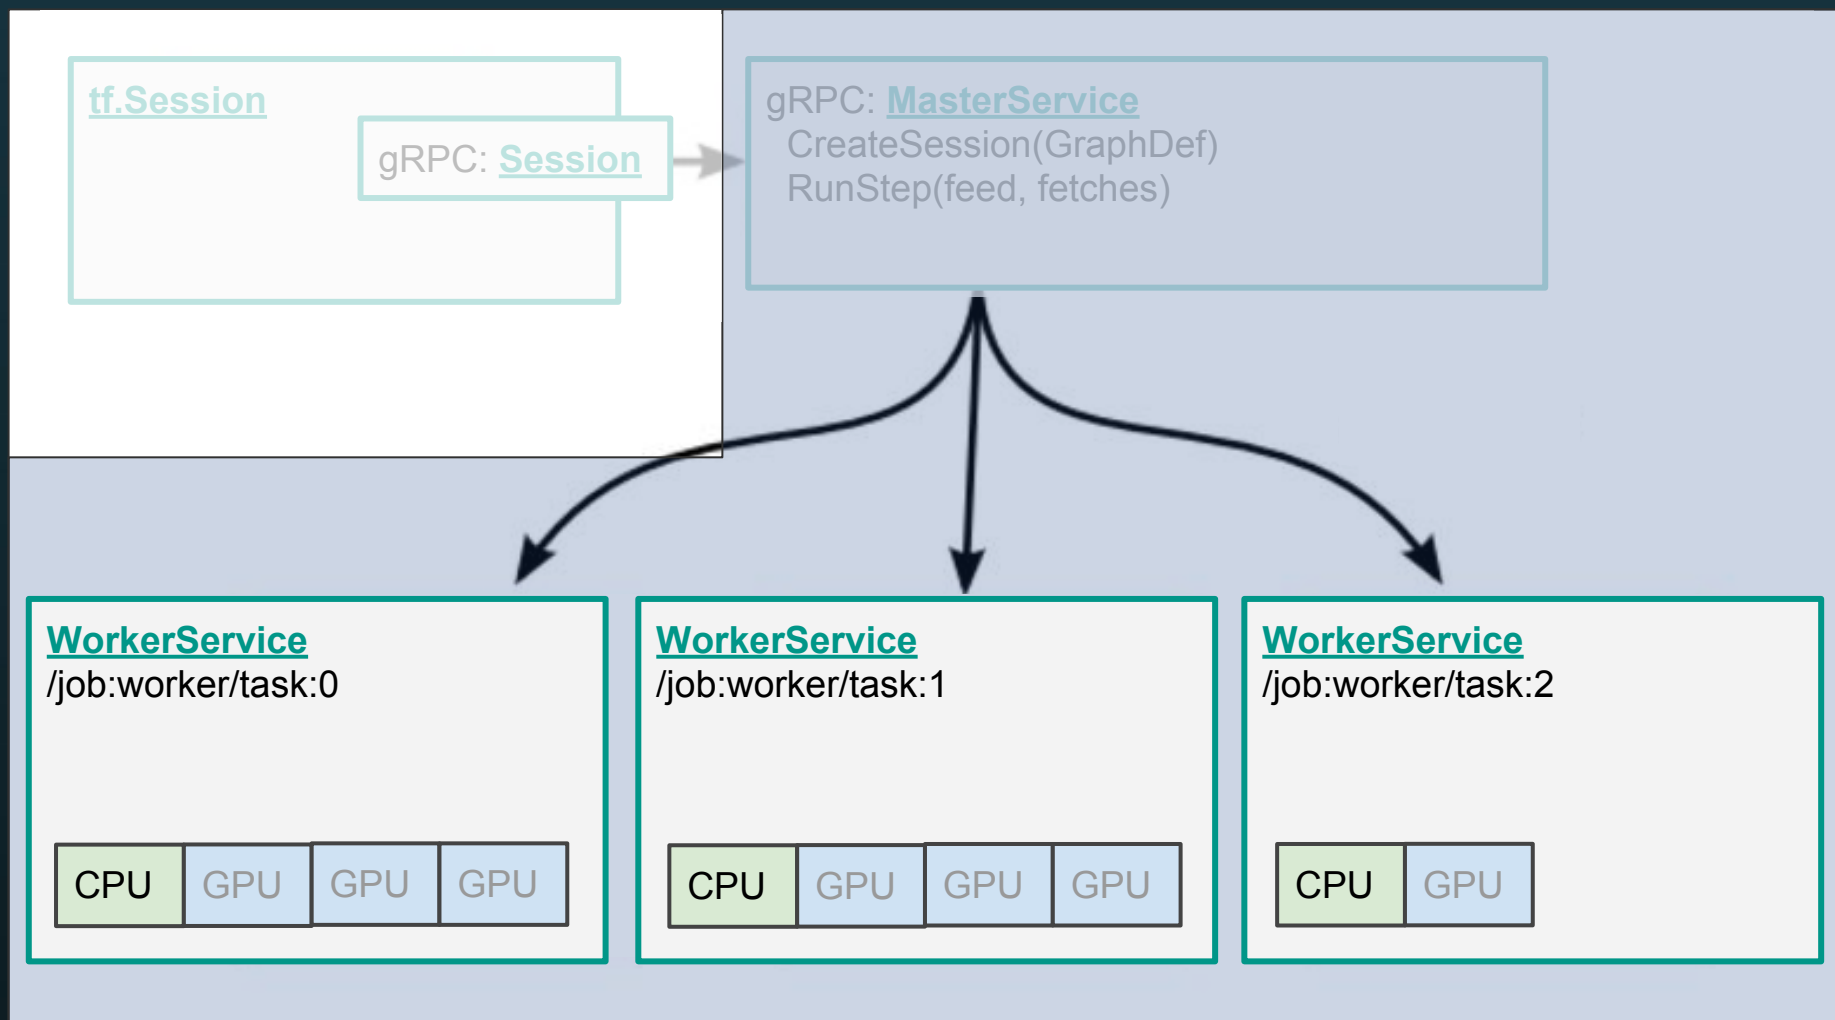 tf.Session
gRPC: Session
gRPC: MasterService
CreateSession(GraphDef)
RunStep(feed, fetches)
WorkerService
/job:worker/task:0
CPU GPU GPU GPU
WorkerService
/job:worker/task:1
CPU GPU GPU GPU
WorkerService
/job:worker/task:2
CPU GPU